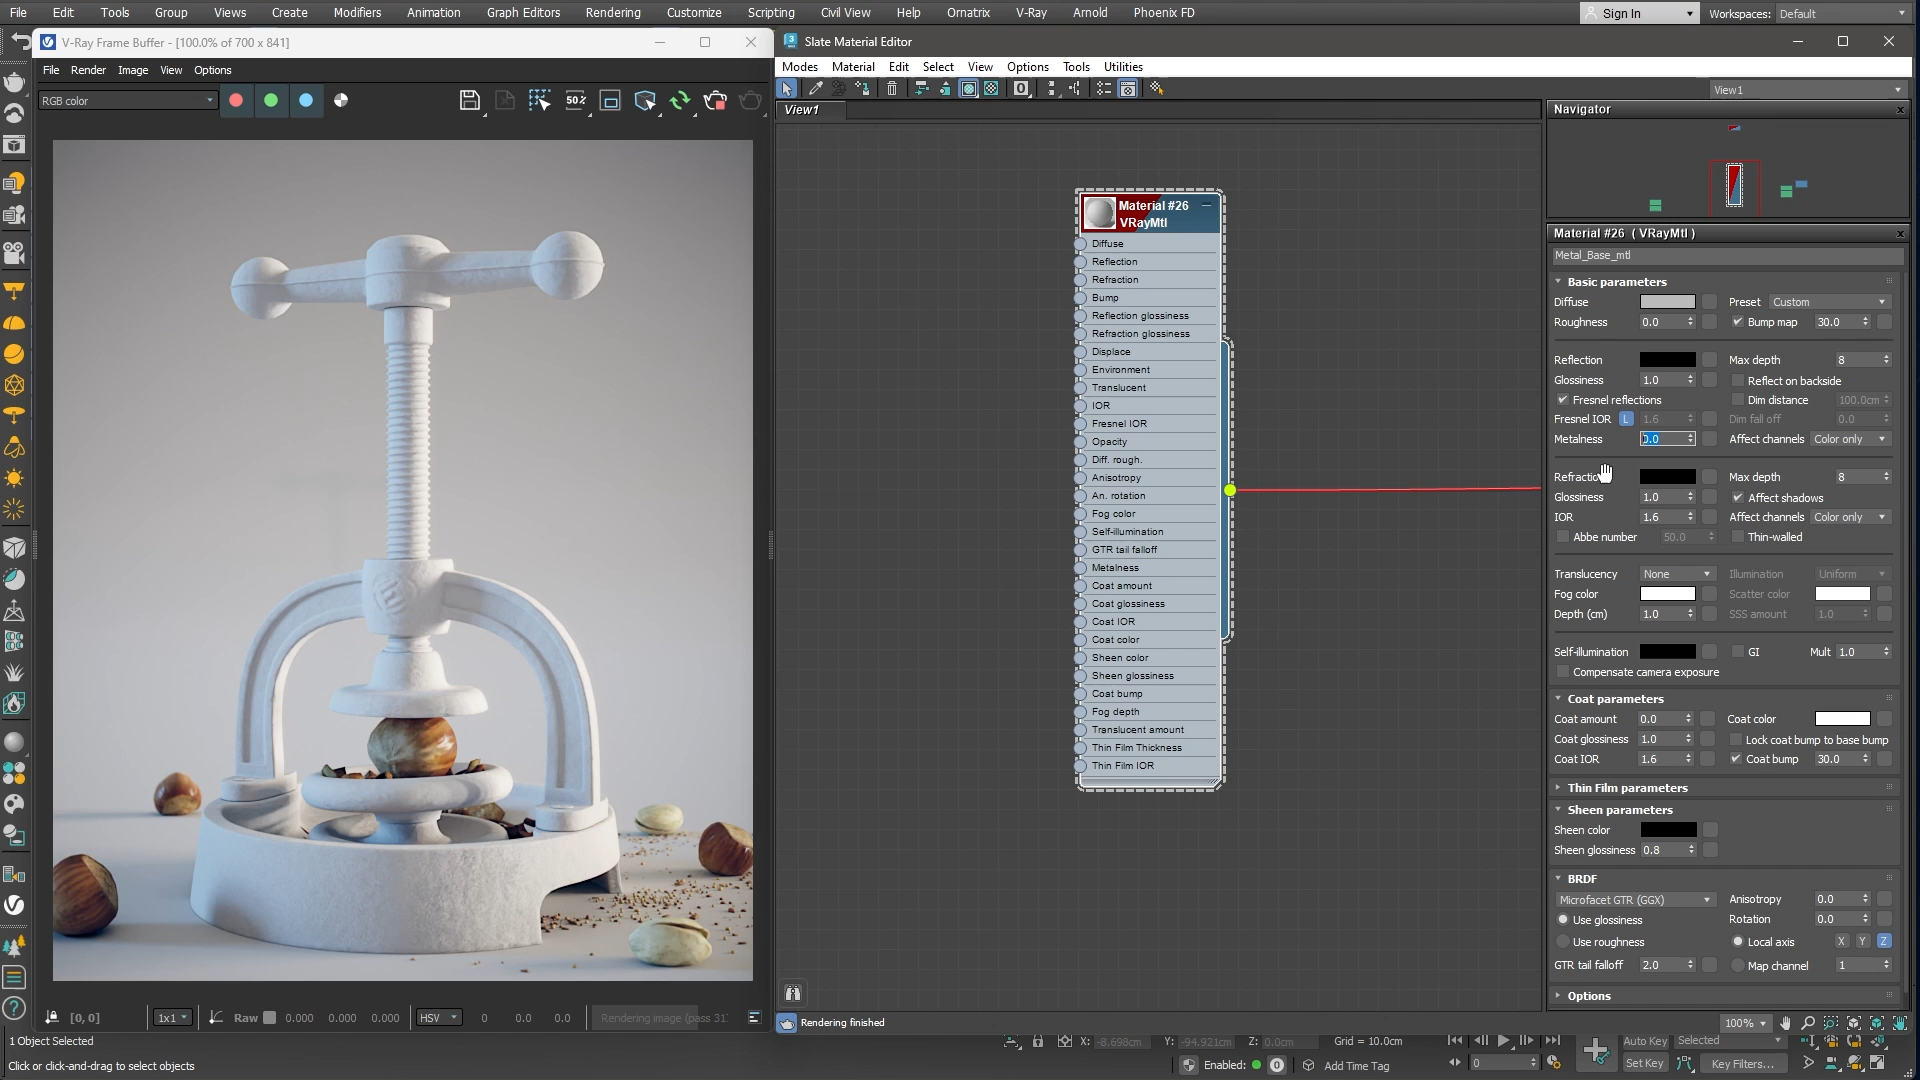 File Edit Tools Group Views Create Modifiers Animation Graph Editors Rendering Customize Scripting Civil View Help Ornatrix V-Ray Arnold Phoenix FD Sign In Workspaces: Default
V-Ray Frame Buffer - [100.0% of 700 x 841]
File Render Image View Options
RGB color
50%
[0, 0] 1x1 Raw 0.000 0.000 0.000 HSV 0 0.0 0.0 Rendering image (pass 31
Slate Material Editor
Modes Material Edit Select View Options Tools Utilities
View1
View1
Material #26
VRayMtl
Diffuse
Reflection
Refraction
Bump
Reflection glossiness
Refraction glossiness
Displace
Environment
Translucent
IOR
Fresnel IOR
Opacity
Diff. rough.
Anisotropy
An. rotation
Fog color
Self-illumination
GTR tail falloff
Metalness
Coat amount
Coat glossiness
Coat IOR
Coat color
Sheen color
Sheen glossiness
Coat bump
Fog depth
Translucent amount
Thin Film Thickness
Thin Film IOR
Navigator
Material #26 ( VRayMtl )
Metal_Base_mtl
Basic parameters
Diffuse Preset Custom
Roughness 0.0 Bump map 30.0
Reflection Max depth 8
Glossiness 1.0 Reflect on backside
Fresnel reflections Dim distance 100.0cm
Fresnel IOR L 1.6 Dim fall off 0.0
Metalness 0.0 Affect channels Color only
Refractio Max depth 8
Glossiness 1.0 Affect shadows
IOR 1.6 Affect channels Color only
Abbe number 50.0 Thin-walled
Translucency None Illumination Uniform
Fog color Scatter color
Depth (cm) 1.0 SSS amount 1.0
Self-illumination GI Mult 1.0
Compensate camera exposure
Coat parameters
Coat amount 0.0 Coat color
Coat glossiness 1.0 Lock coat bump to base bump
Coat IOR 1.6 Coat bump 30.0
Thin Film parameters
Sheen parameters
Sheen color
Sheen glossiness 0.8
BRDF
Microfacet GTR (GGX) Anisotropy 0.0
Use glossiness Rotation 0.0
Use roughness Local axis X Y Z
GTR tail falloff 2.0 Map channel 1
Options
Rendering finished
100%
1 Object Selected X: -8.698cm Y: -94.921cm Z: 0.0cm Grid = 10.0cm Auto Key Selected
Click or click-and-drag to select objects Enabled: 0 Add Time Tag 0 Set Key Key Filters...